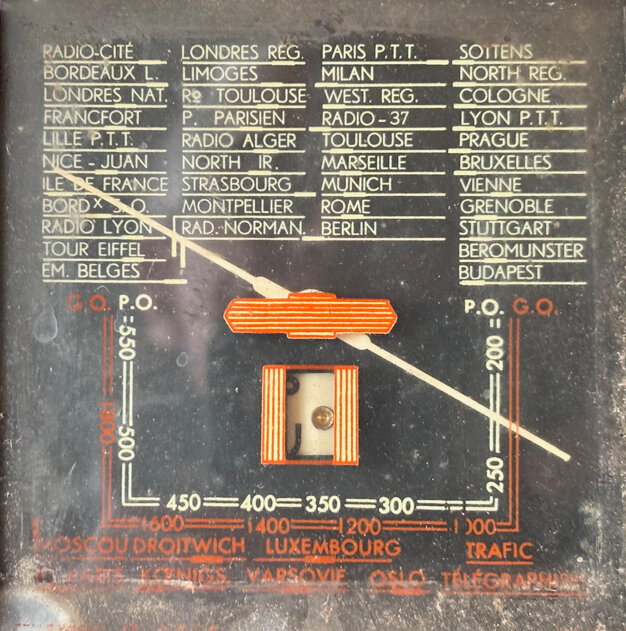 RADIO-CITÉ LONDRES REG. PARIS P.T.T. SOTTENS
BORDEAUX L. LIMOGES MILAN NORTH REG.
LONDRES NAT. Rº TOULOUSE WEST. REG. COLOGNE
FRANCFORT P. PARISIEN RADIO-37 LYON P.T.T.
LILLE P.T.T. RADIO ALGER TOULOUSE PRAGUE
NICE-JUAN NORTH IR. MARSEILLE BRUXELLES
ILE DE FRANCE STRASBOURG MUNICH VIENNE
BORDˣ S.O. MONTPELLIER ROME GRENOBLE
RADIO LYON RAD. NORMAN. BERLIN STUTTGART
TOUR EIFFEL BEROMUNSTER
EM. BELGES BUDAPEST
G.O. P.O. P.O. G.O.
550 200
500 250
450 400 350 300
1600 1400 1200
MOSCOU DROITWICH LUXEMBOURG TRAFIC
PARIS KŒNIGS. VARSOVIE OSLO TÉLÉGRAPHIE